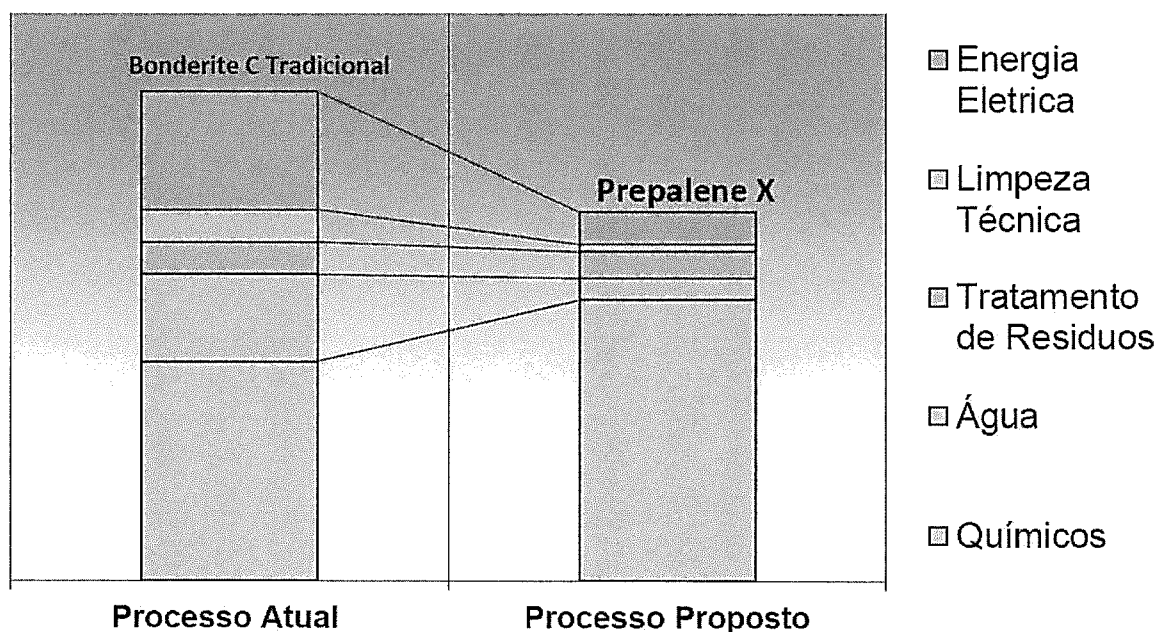 Bonderite C Tradicional
Prepalene X
Processo Atual
Processo Proposto
Energia
Eletrica
Limpeza
Técnica
Tratamento
de Residuos
Água
Químicos